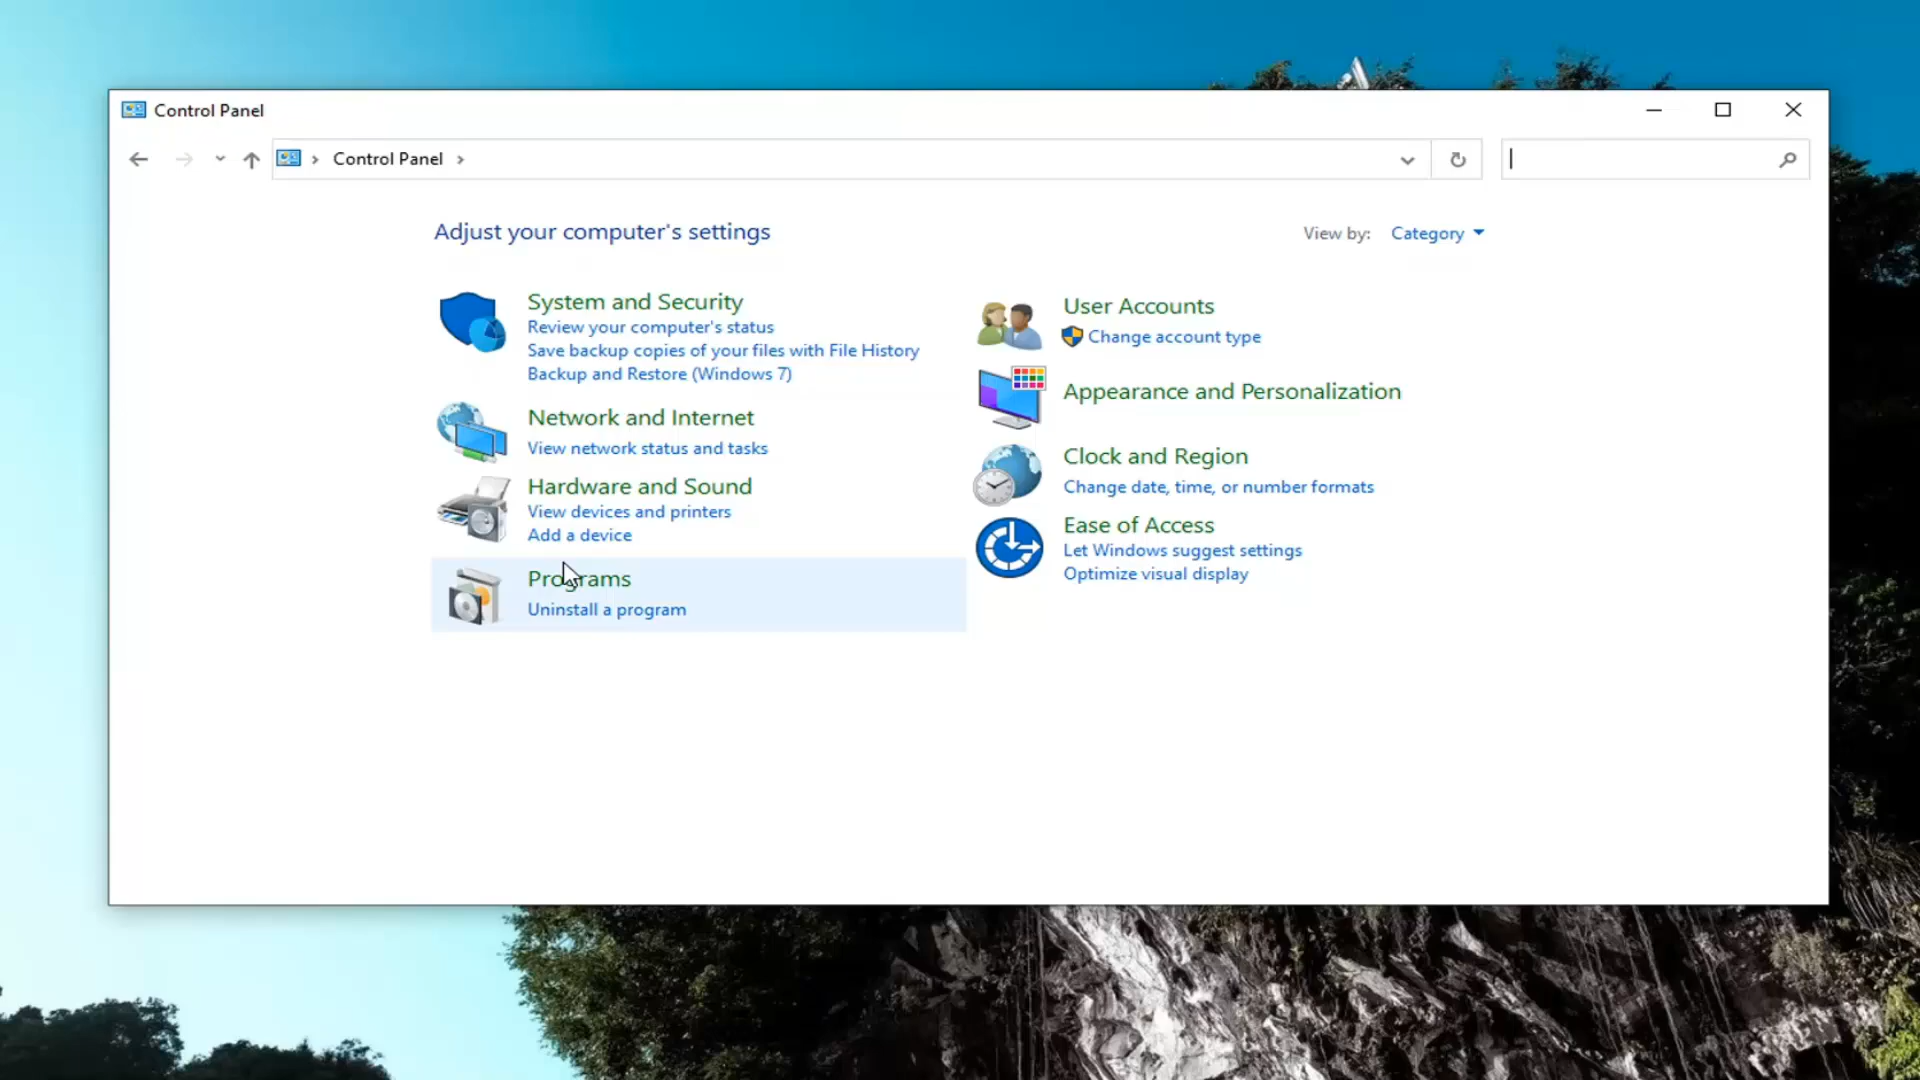 Control Panel
Control Panel
Adjust your computer's settings
View by: Category
System and Security
Review your computer's status
Save backup copies of your files with File History
Backup and Restore (Windows 7)
Network and Internet
View network status and tasks
Hardware and Sound
View devices and printers
Add a device
Programs
Uninstall a program
User Accounts
Change account type
Appearance and Personalization
Clock and Region
Change date, time, or number formats
Ease of Access
Let Windows suggest settings
Optimize visual display